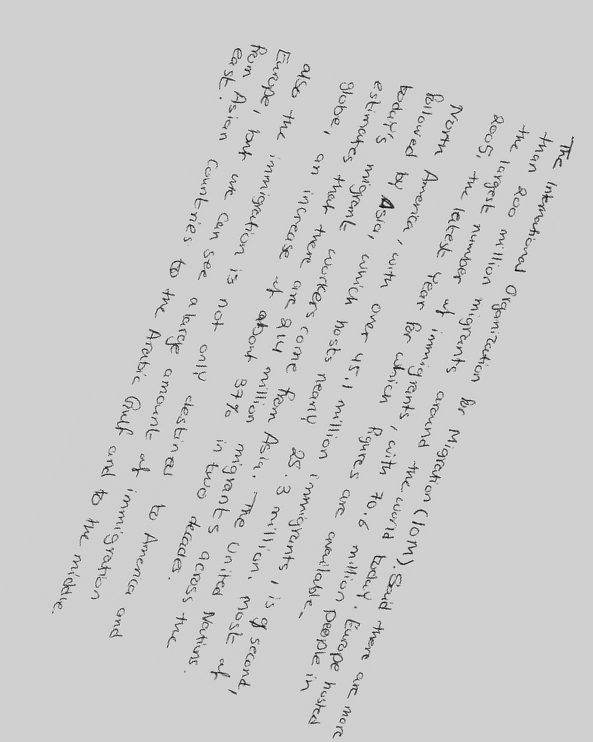 The International Organization for Migration (IOM). Said there are more
than 200 million migrants around the world today. Europe hosted
the largest number of immigrants, with 70.6 million people in
2005, the latest year for which figures are available.
North America, with over 45.1 million immigrants, is of second,
followed by Asia, which hosts nearly 25.3 million. Most of
today's migrant workers come from Asia. The United Nations.
estimates that there are 214 million migrants across the
globe, an increase of about 37% in two decades.
also the immigration is not only destined to America and
Europe, but we can see a large amount of immigration
from Asian countries to the Arabic Gulf and to the middle.
east.